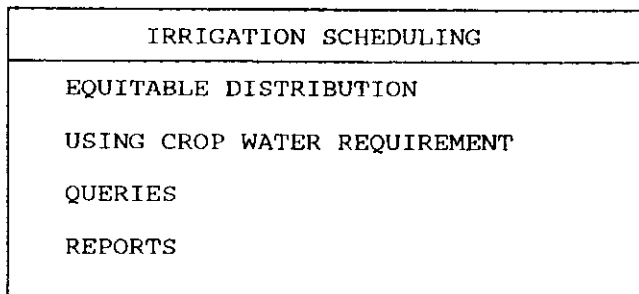 IRRIGATION SCHEDULING
EQUITABLE DISTRIBUTION
USING CROP WATER REQUIREMENT
QUERIES
REPORTS